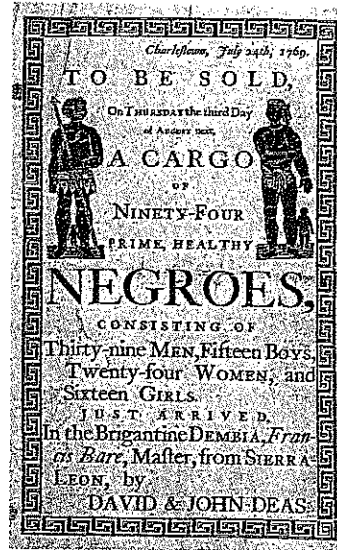 Charlestown, July 24th, 1769.
TO BE SOLD,
On THURSDAY the third Day
of AUGUST next,
A CARGO
OF
NINETY-FOUR
PRIME, HEALTHY
NEGROES,
CONSISTING OF
Thirty-nine MEN, Fifteen BOYS,
Twenty-four WOMEN, and
Sixteen GIRLS.
JUST ARRIVED,
In the Brigantine DEMBIA, Fran-
cis Bare, Master, from SIERRA-
LEON, by
DAVID & JOHN DEAS.